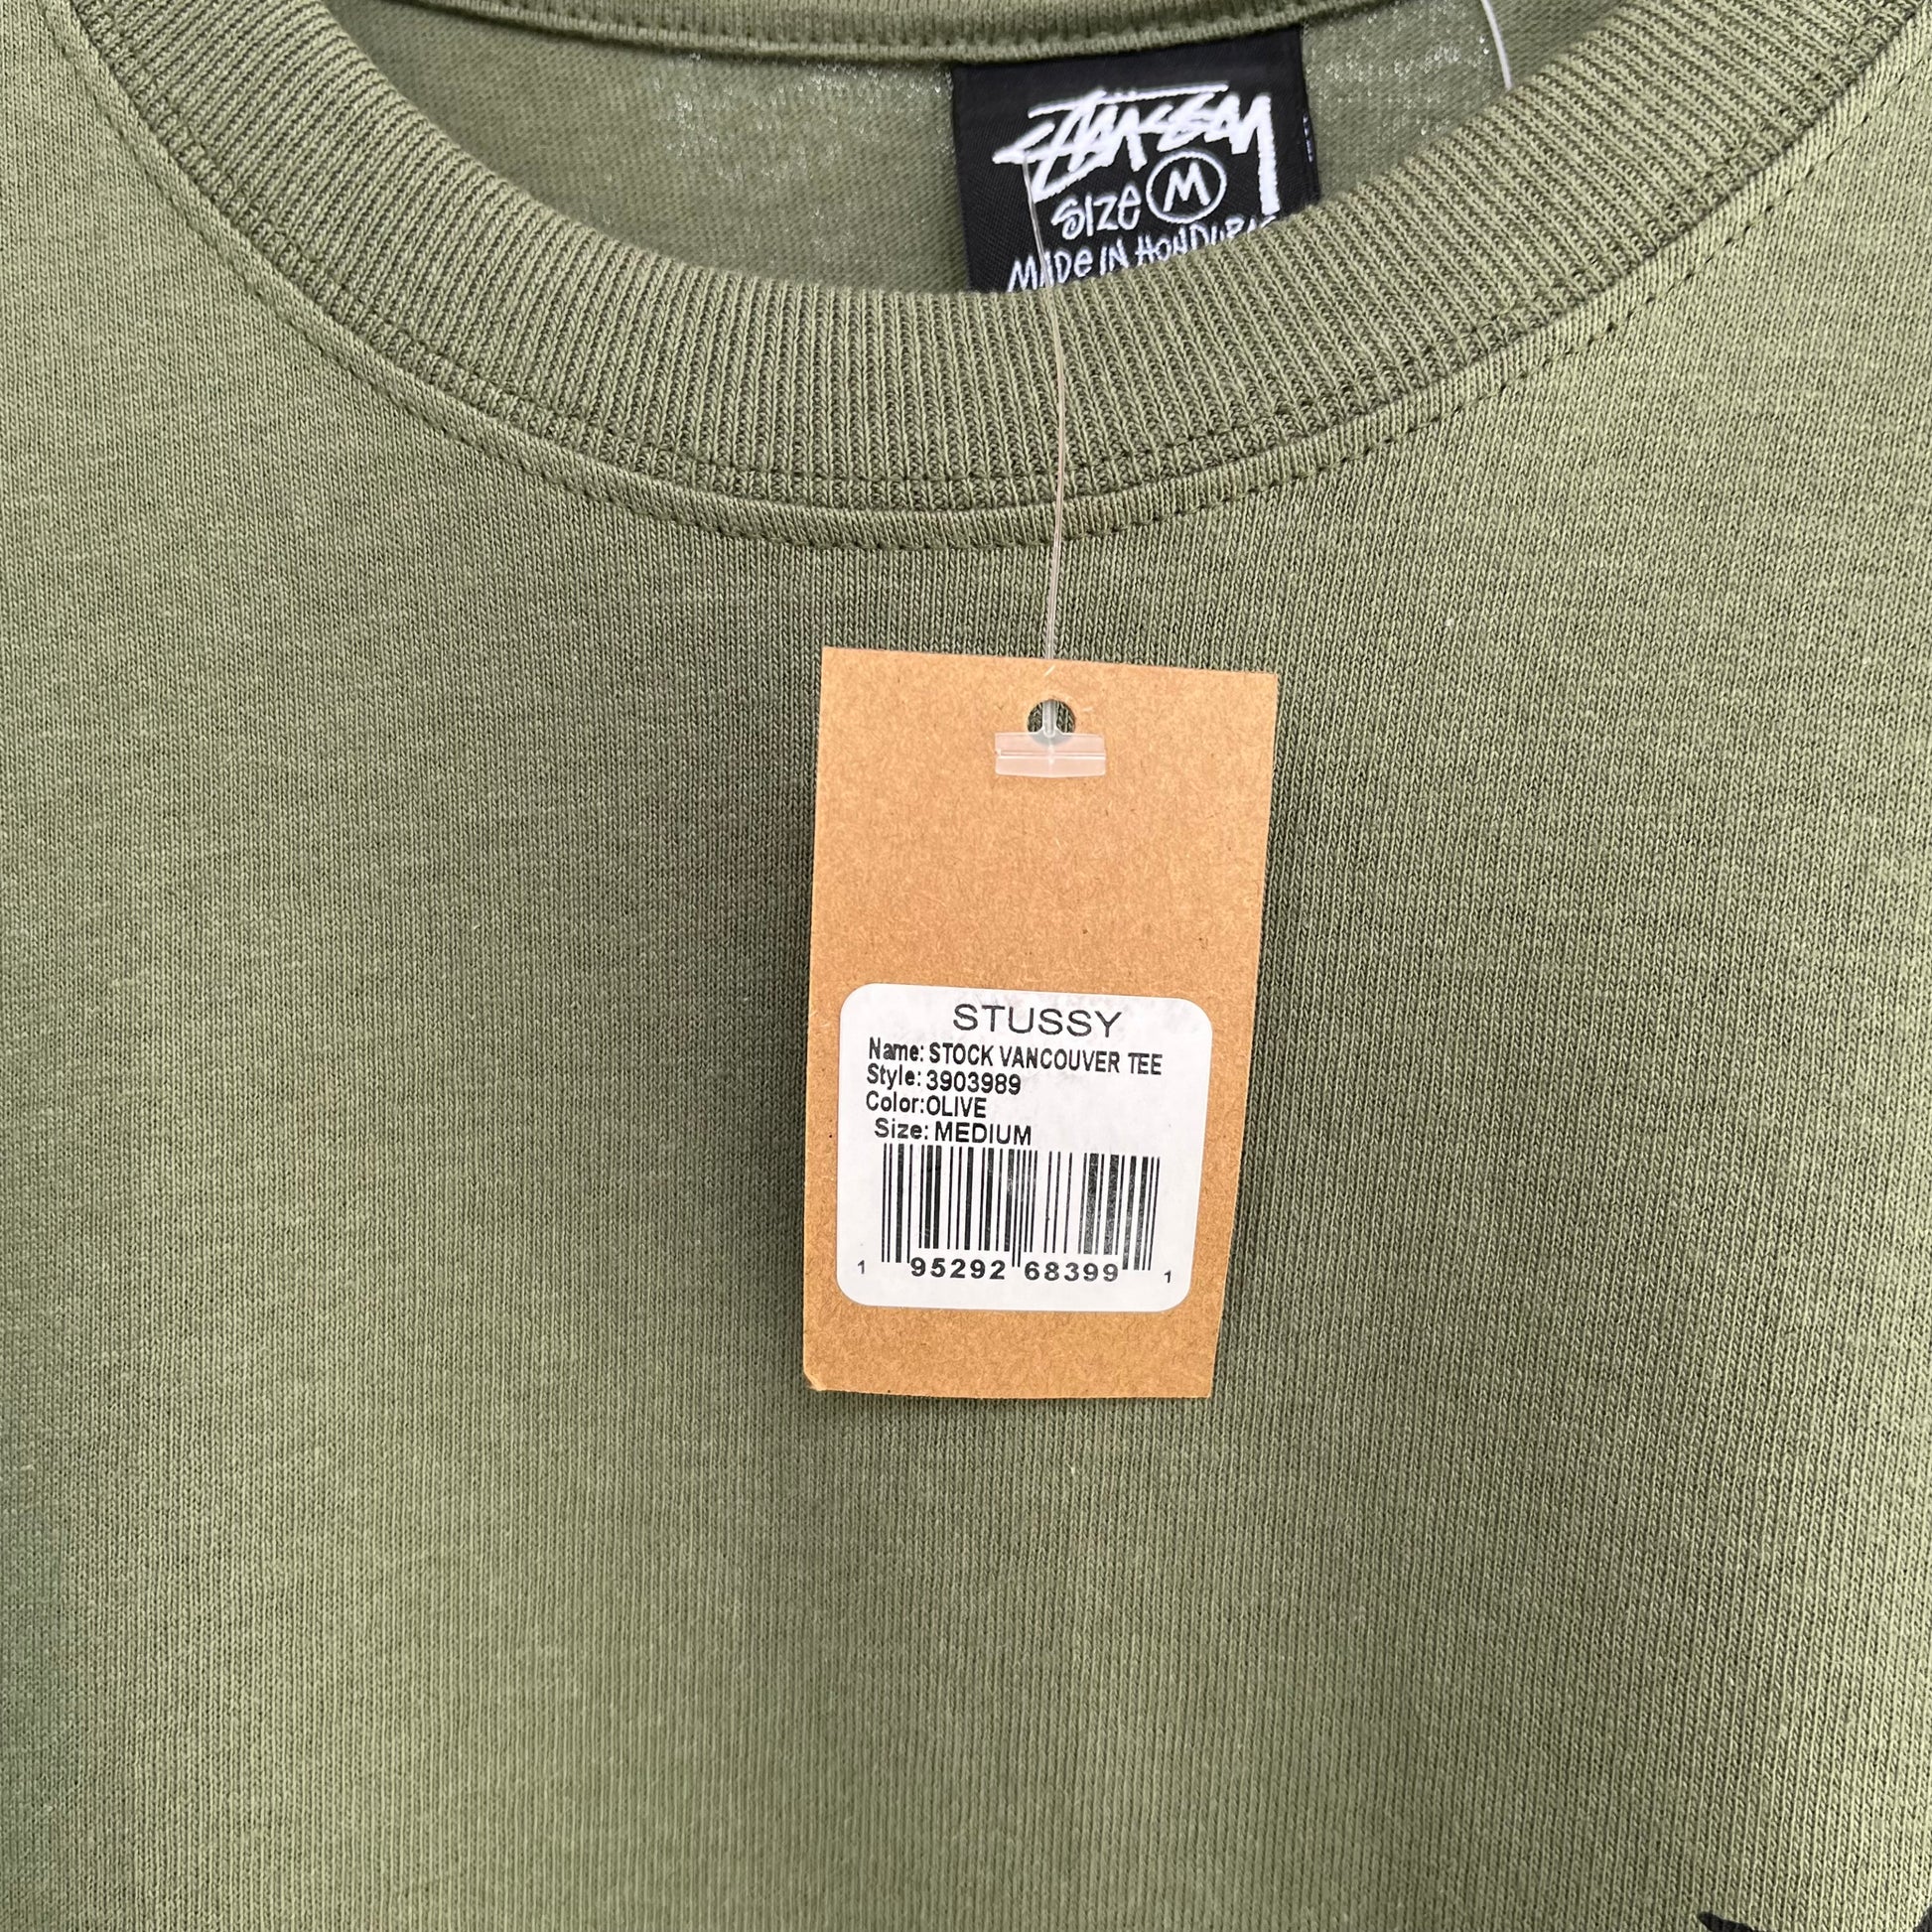 STÜSSY
SIZE M
MADE IN HONDURAS
STUSSY
Name: STOCK VANCOUVER TEE
Style: 3903989
Color:OLIVE
Size: MEDIUM
1 95292 68399 1